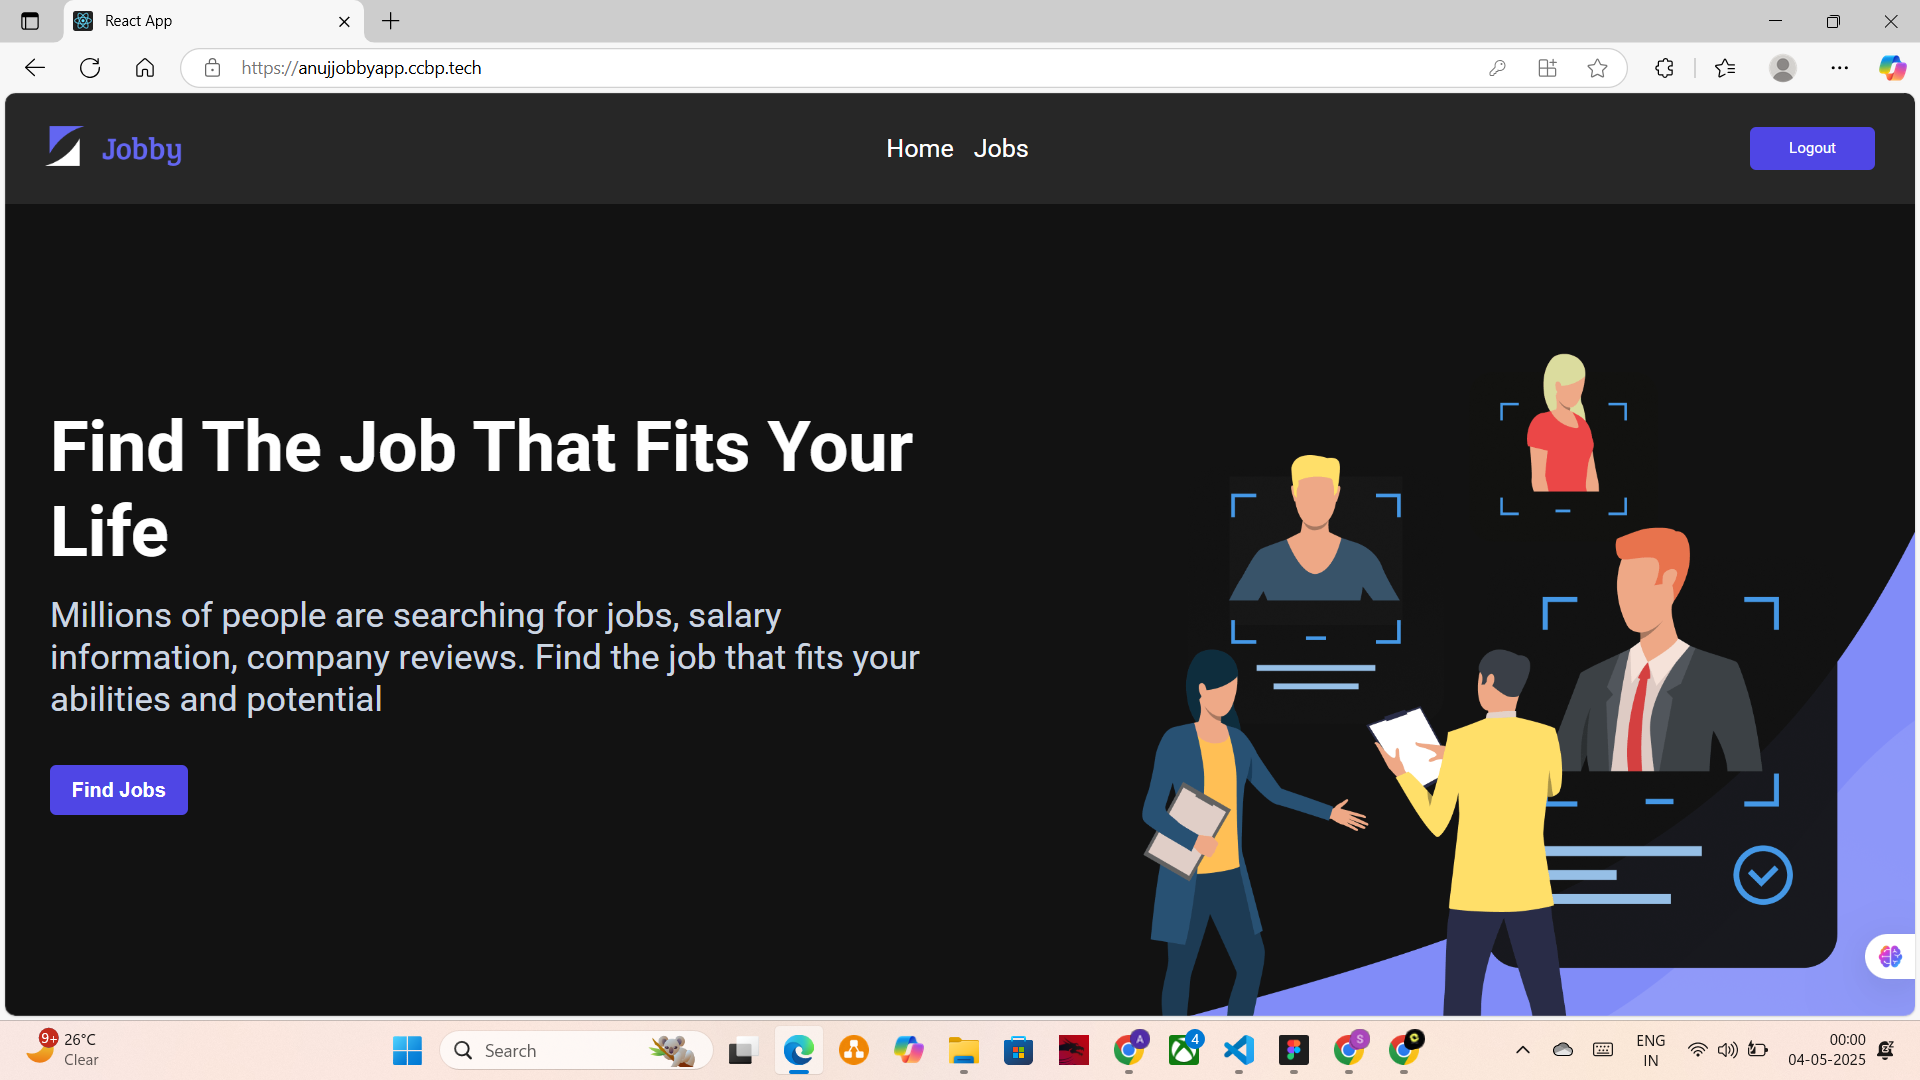 React App
https://anujjobbyapp.ccbp.tech
Jobby
Home Jobs
Logout
Find The Job That Fits Your
Life
Millions of people are searching for jobs, salary
information, company reviews. Find the job that fits your
abilities and potential
Find Jobs
9+
26°C
Clear
Search
A
4
S
ENG
IN
00:00
04-05-2025